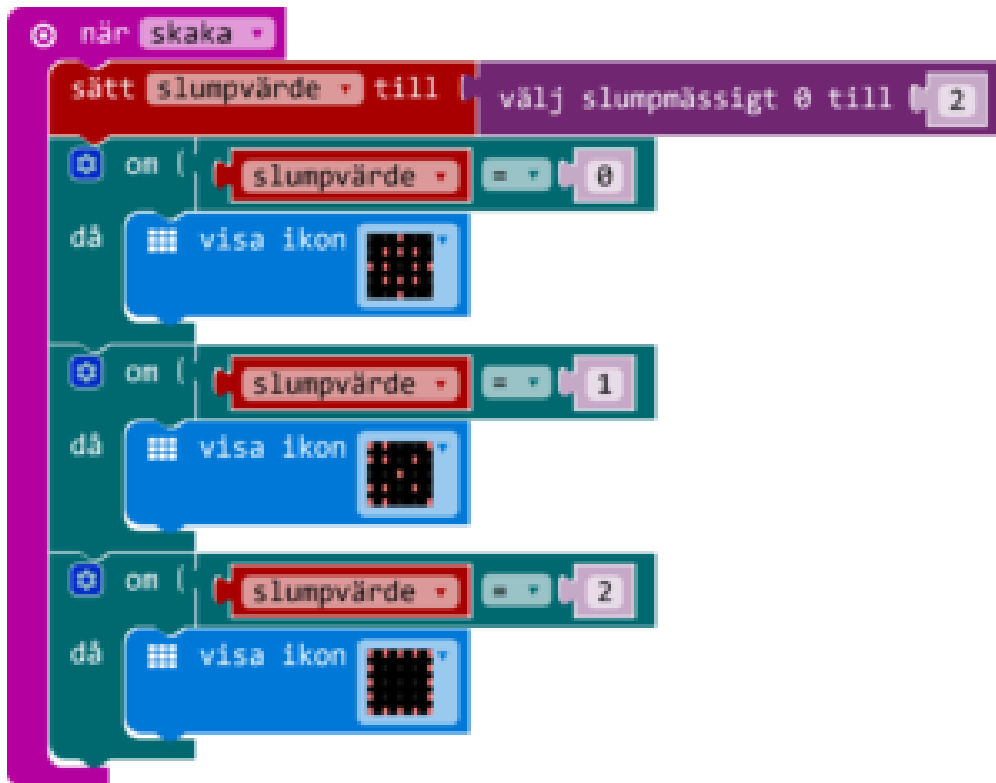 när skaka
sätt slumpvärde till välj slumpmässigt 0 till 2
om slumpvärde = 0
då visa ikon
om slumpvärde = 1
då visa ikon
om slumpvärde = 2
då visa ikon